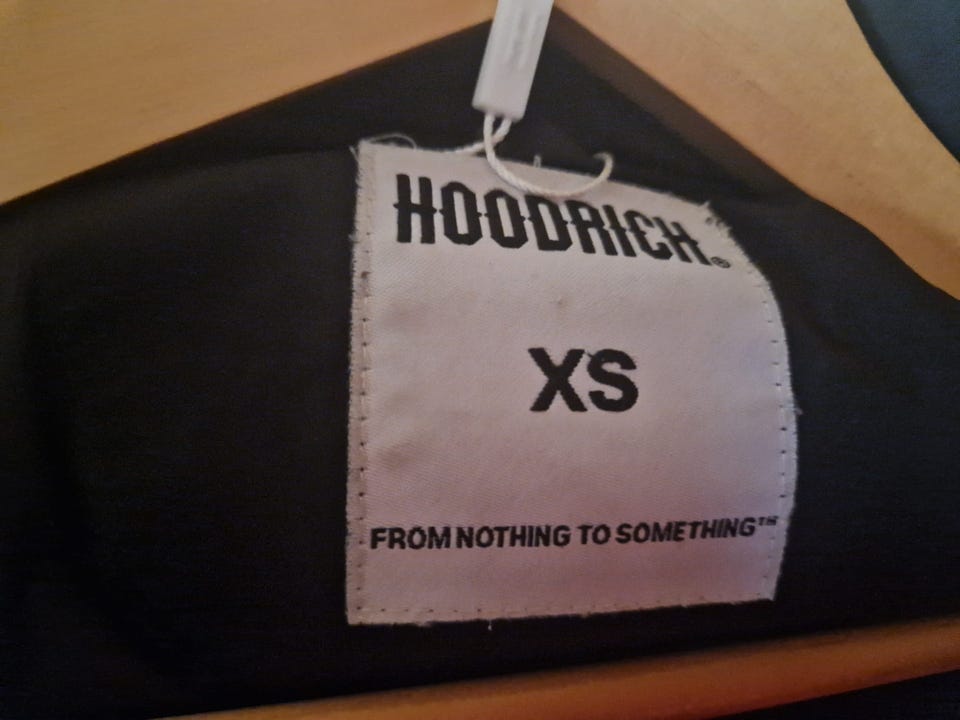 HOODRICH®
XS
FROM NOTHING TO SOMETHING™